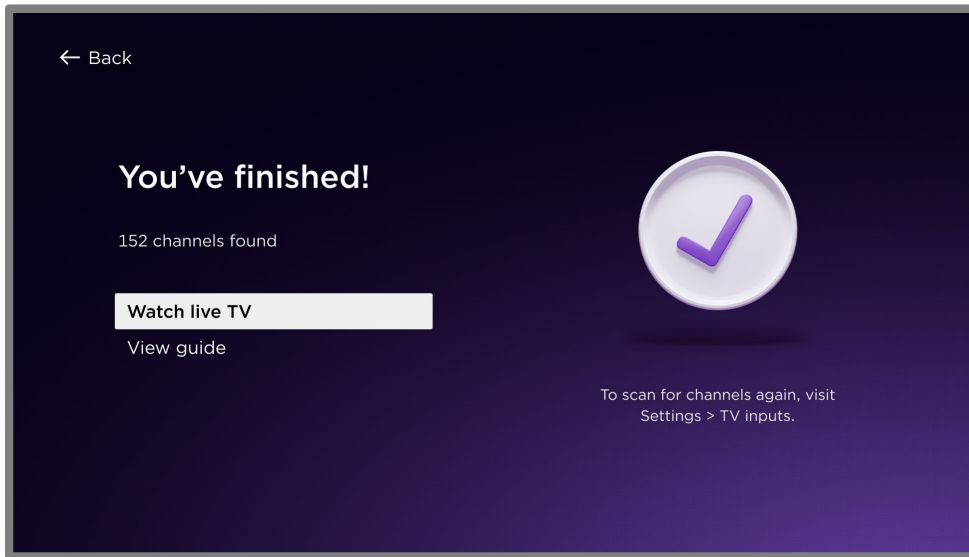 ← Back
You’ve finished!
152 channels found
Watch live TV
View guide
To scan for channels again, visit
Settings > TV inputs.